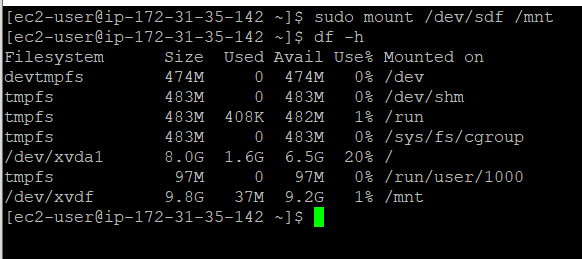 [ec2-user@ip-172-31-35-142 ~]$ sudo mount /dev/sdf /mnt
[ec2-user@ip-172-31-35-142 ~]$ df -h
Filesystem      Size  Used Avail Use% Mounted on
devtmpfs        474M     0  474M   0% /dev
tmpfs           483M     0  483M   0% /dev/shm
tmpfs           483M  408K  482M   1% /run
tmpfs           483M     0  483M   0% /sys/fs/cgroup
/dev/xvda1      8.0G  1.6G  6.5G  20% /
tmpfs            97M     0   97M   0% /run/user/1000
/dev/xvdf       9.8G   37M  9.2G   1% /mnt
[ec2-user@ip-172-31-35-142 ~]$